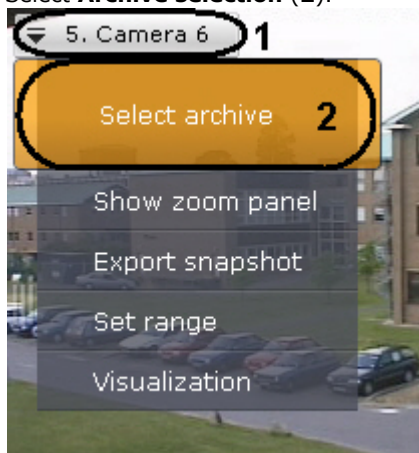 Select Archive Selection (2).
5. Camera 6 1
Select archive 2
Show zoom panel
Export snapshot
Set range
Visualization